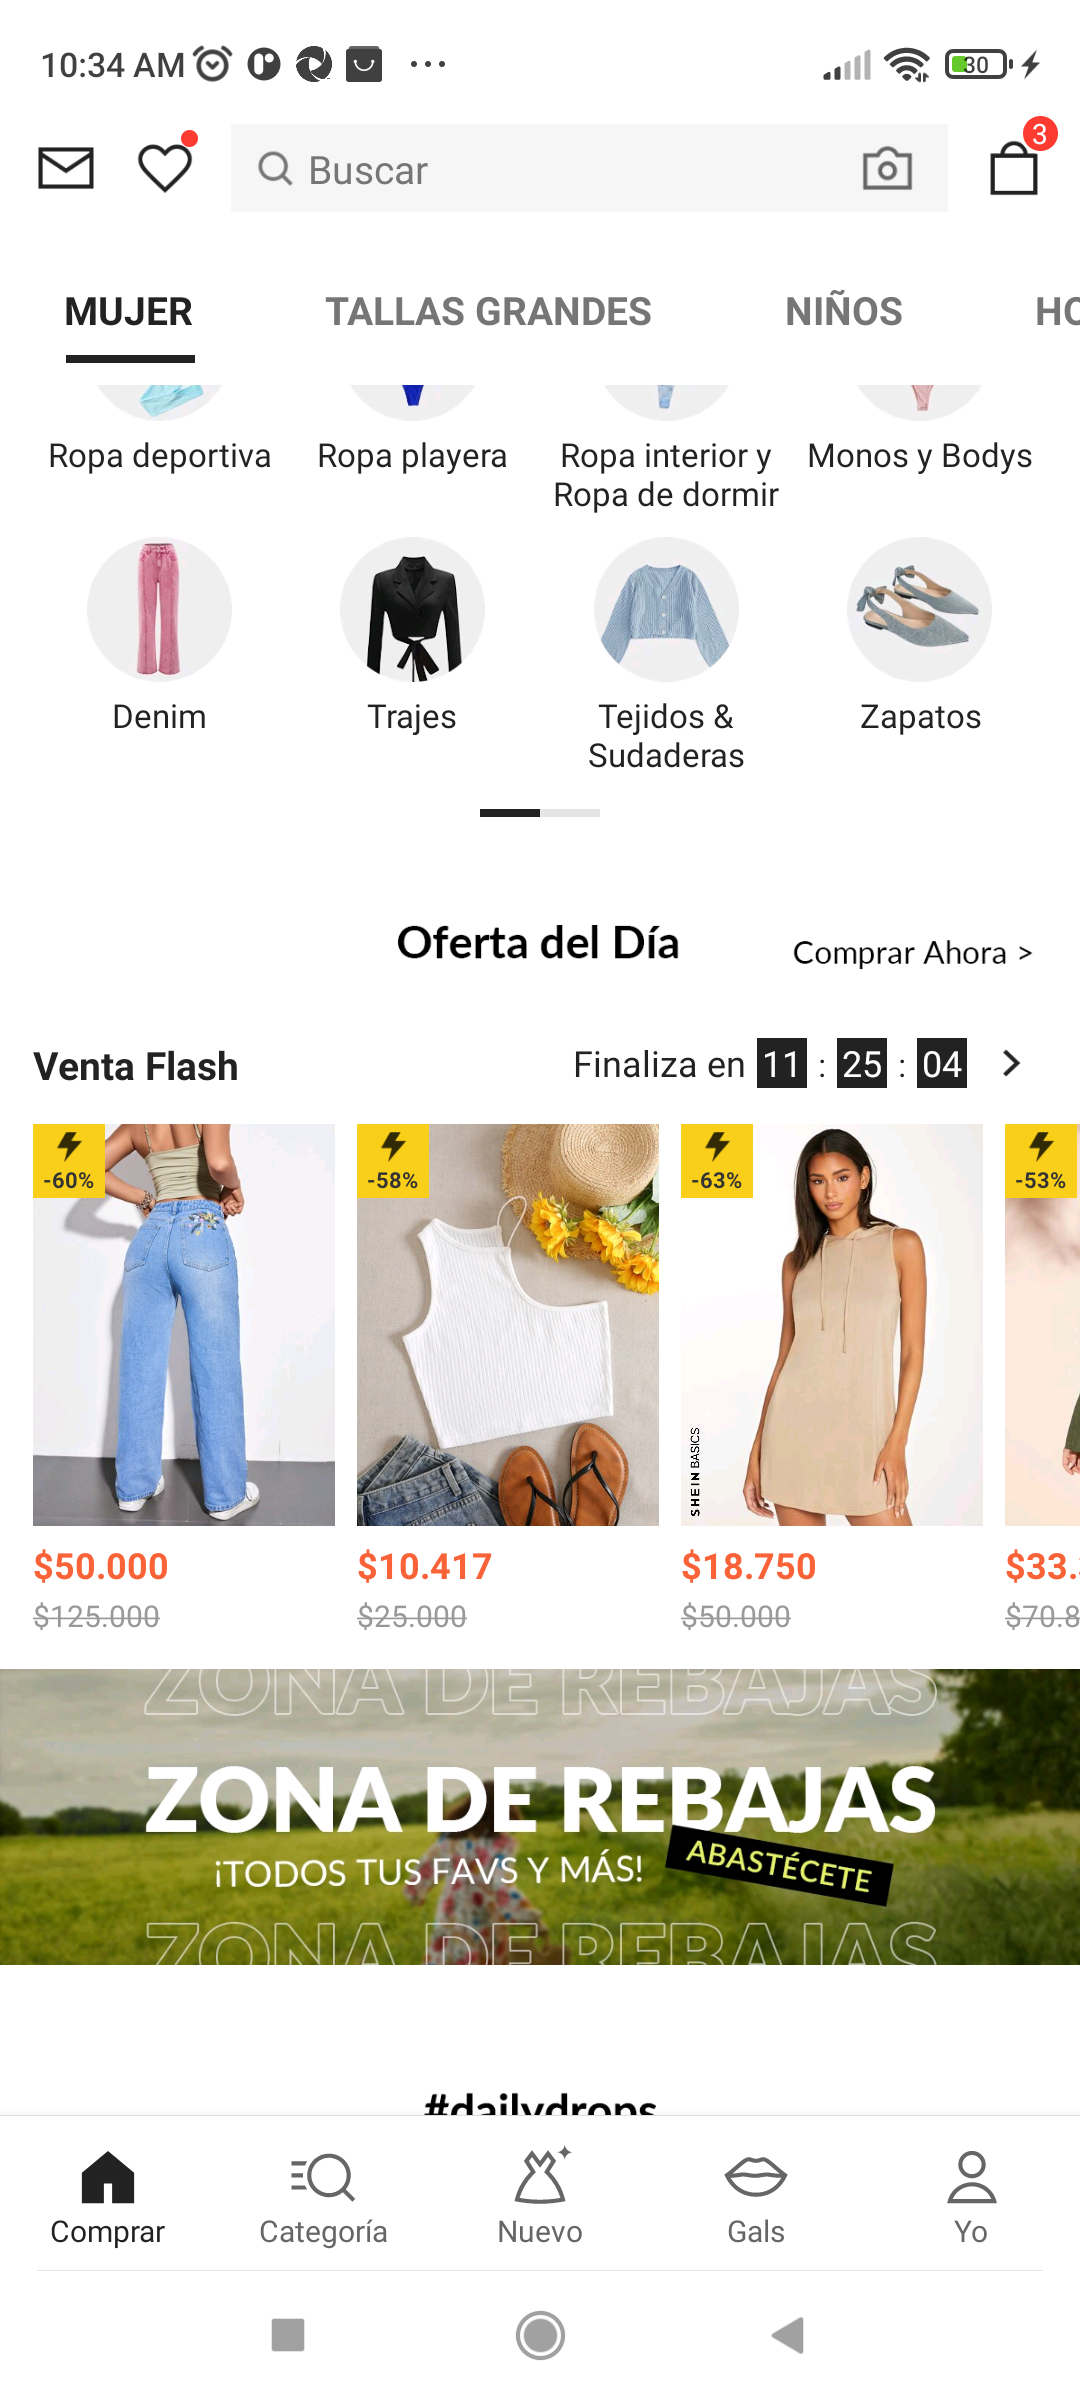 10:34 AM
30
3
Buscar
MUJER
TALLAS GRANDES
NIÑOS
Ropa deportiva
Ropa playera
Ropa interior y
Ropa de dormir
Monos y Bodys
Denim
Trajes
Tejidos &
Sudaderas
Zapatos
Oferta del Día
Comprar Ahora >
Venta Flash
Finaliza en 11 : 25 : 04
-60%
-58%
-63%
-53%
SHEIN BASICS
$50.000
$10.417
$18.750
$33.
$125.000
$25.000
$50.000
$70.8
ZONA DE REBAJAS
ZONA DE REBAJAS
¡TODOS TUS FAVS Y MÁS!
ABASTÉCETE
ZONA DE REBAJAS
#dailydrops
Comprar
Categoría
Nuevo
Gals
Yo